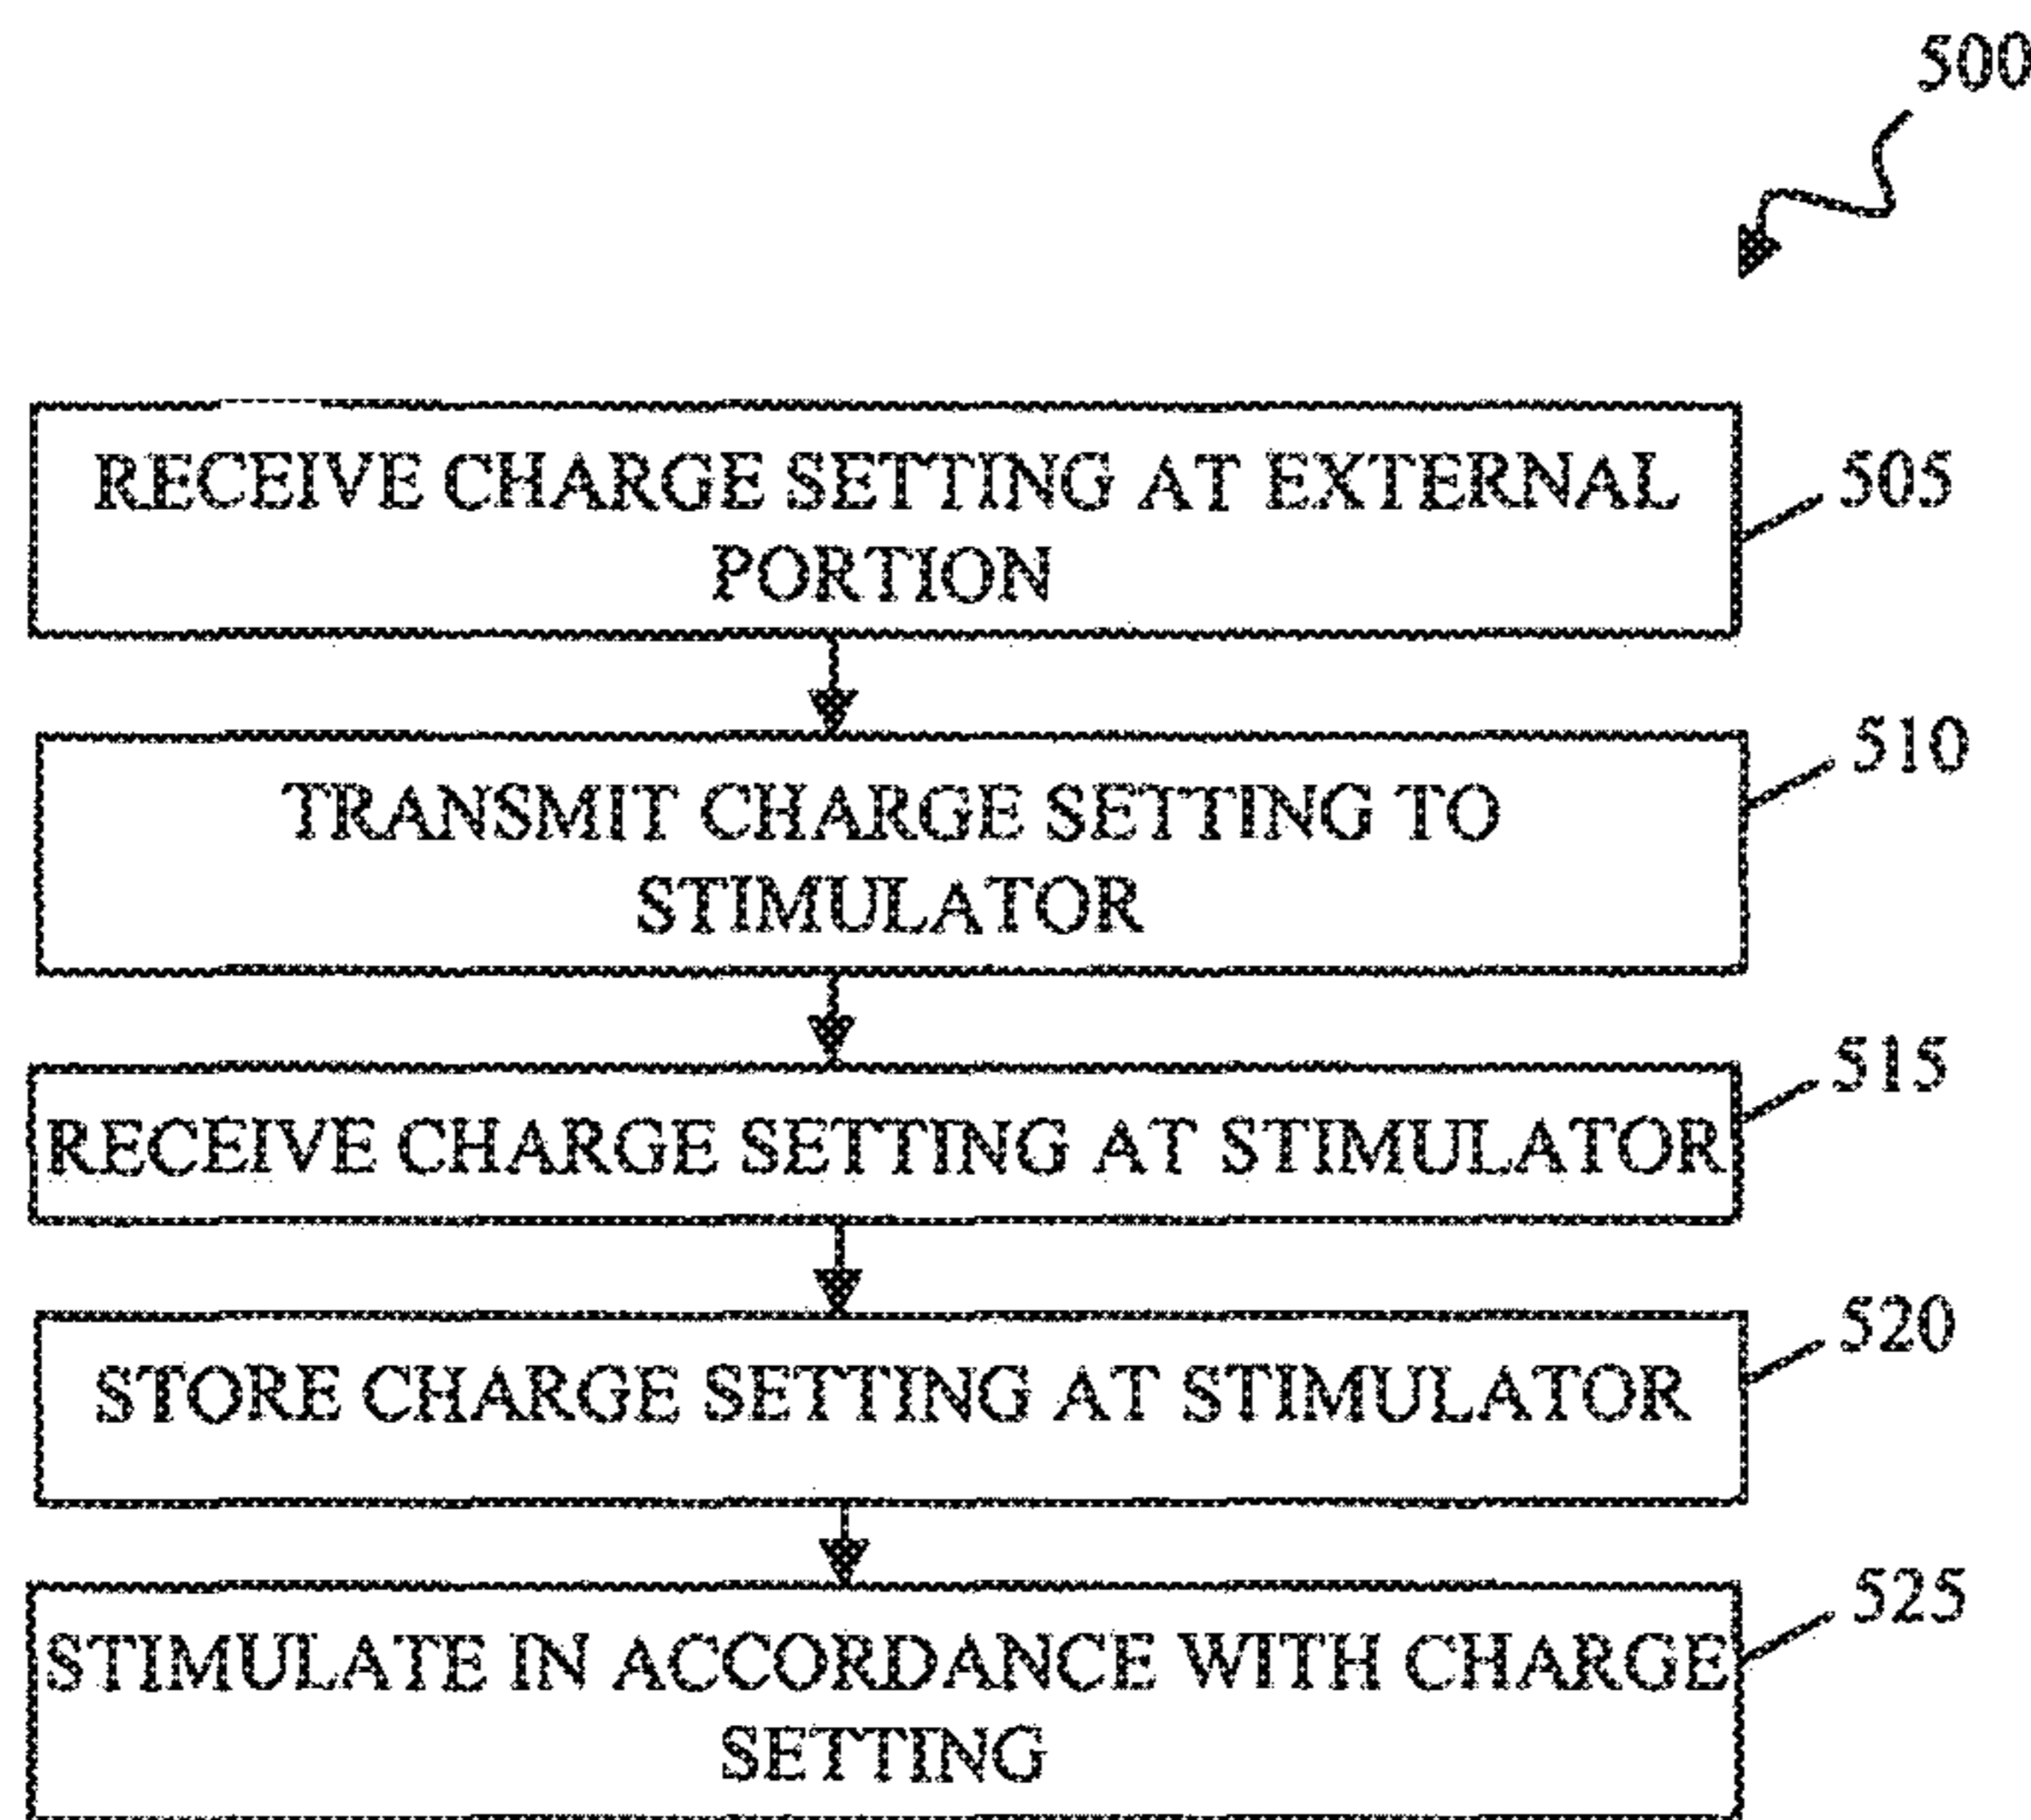 500
RECEIVE CHARGE SETTING AT EXTERNAL
PORTION
505
TRANSMIT CHARGE SETTING TO
STIMULATOR
510
RECEIVE CHARGE SETTING AT STIMULATOR
515
STORE CHARGE SETTING AT STIMULATOR
520
STIMULATE IN ACCORDANCE WITH CHARGE
SETTING
525